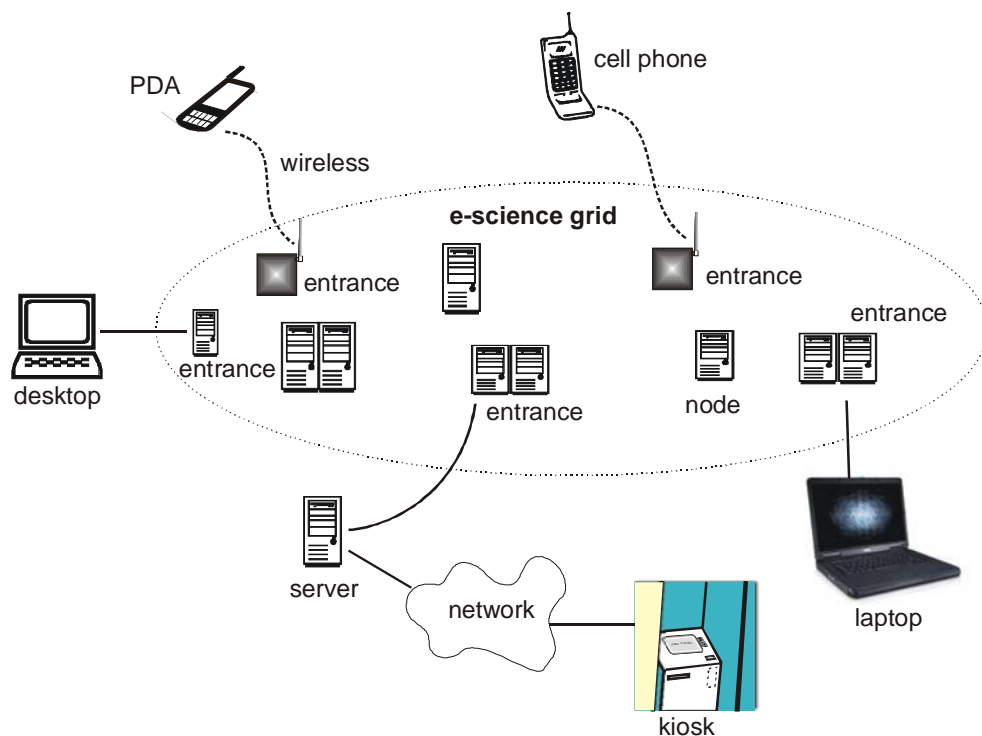 cell phone
PDA
wireless
e-science grid
entrance
entrance
entrance
entrance
desktop
entrance
node
server
network
laptop
kiosk